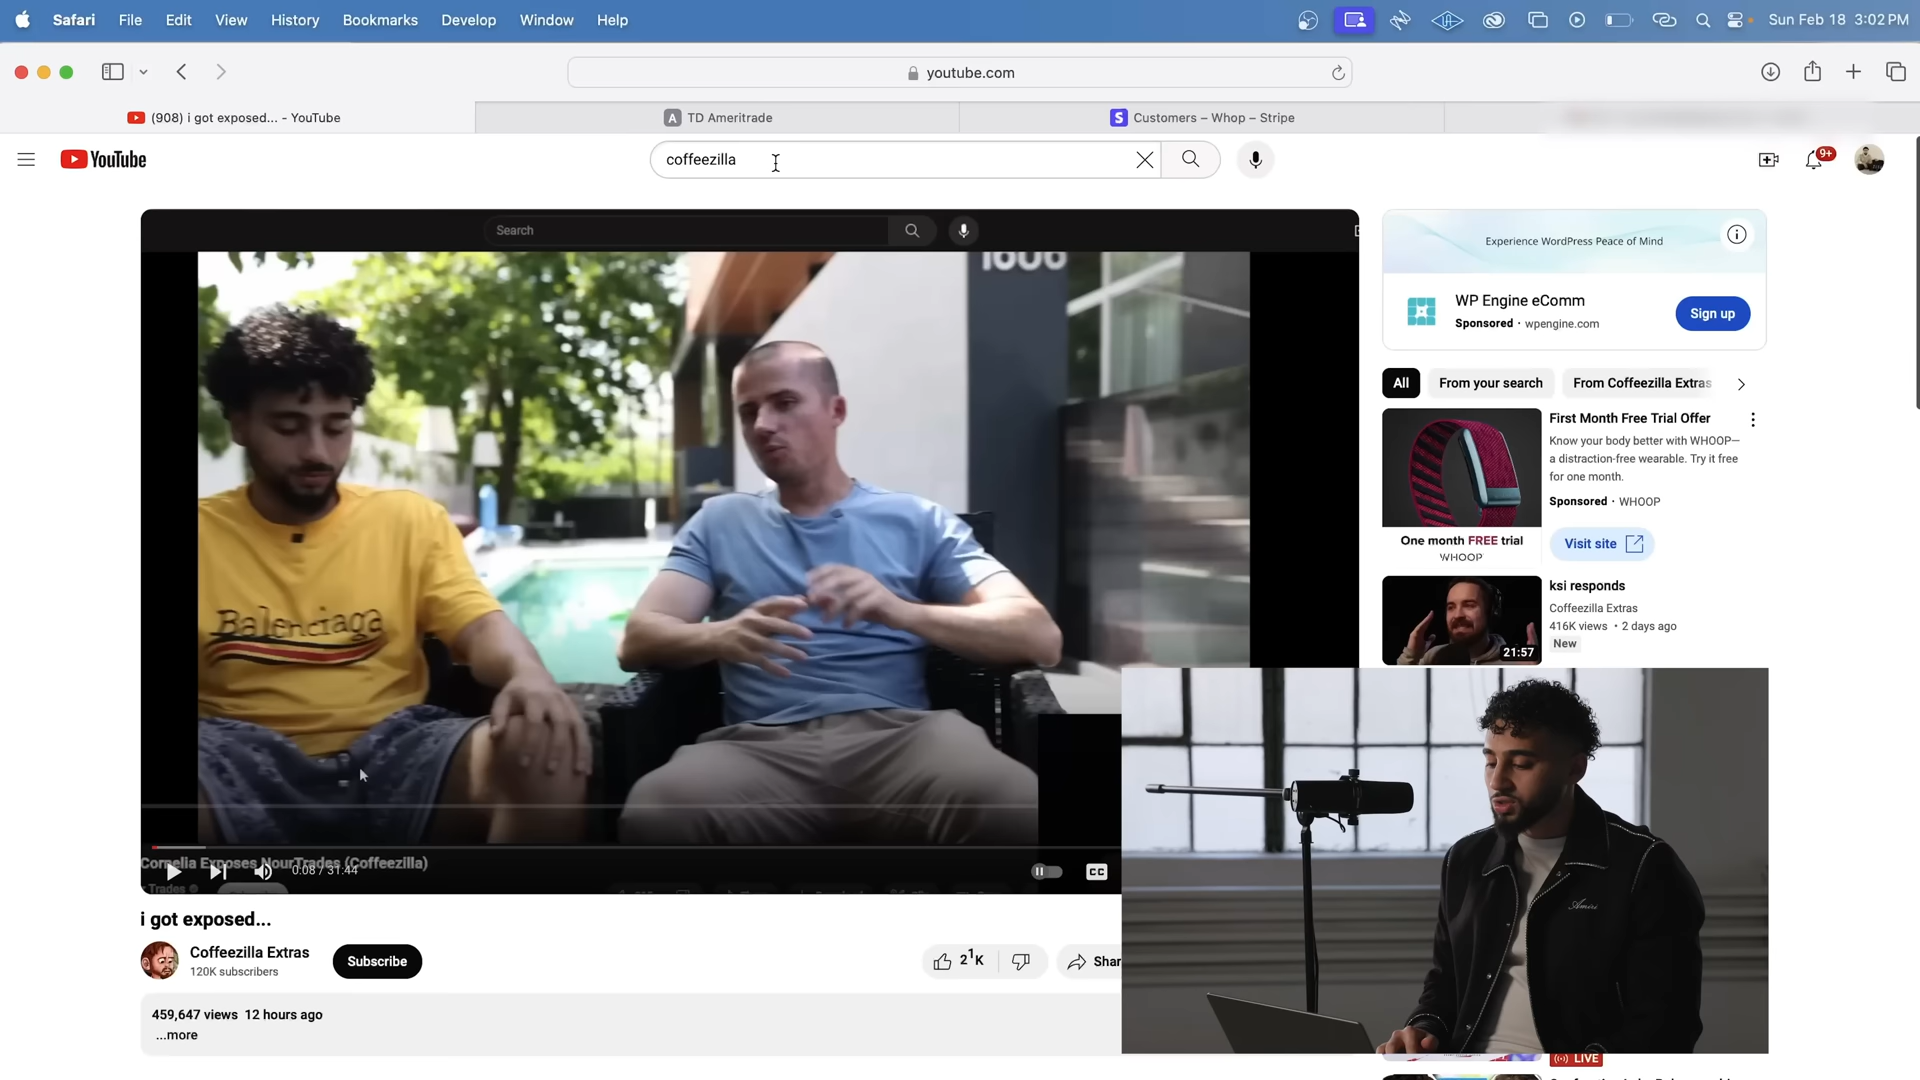 Safari File Edit View History Bookmarks Develop Window Help Sun Feb 18 3:02 PM
youtube.com
(908) i got exposed... - YouTube
A TD Ameritrade
S Customers – Whop – Stripe
YouTube
coffeezilla
9+
Search
1606
Balenciaga
Cornelia Exposes NourTrades (Coffeezilla)
0:08 / 31:44
Trades
CC
i got exposed...
Coffeezilla Extras
120K subscribers
Subscribe
Shar
459,647 views 12 hours ago
...more
Experience WordPress Peace of Mind
WP Engine eComm
Sponsored · wpengine.com
Sign up
All From your search From Coffeezilla Extras
First Month Free Trial Offer
Know your body better with WHOOP—
a distraction-free wearable. Try it free
for one month.
Sponsored · WHOOP
One month FREE trial
WHOOP
Visit site
ksi responds
Coffeezilla Extras
416K views • 2 days ago
New
21:57
Amiri
LIVE